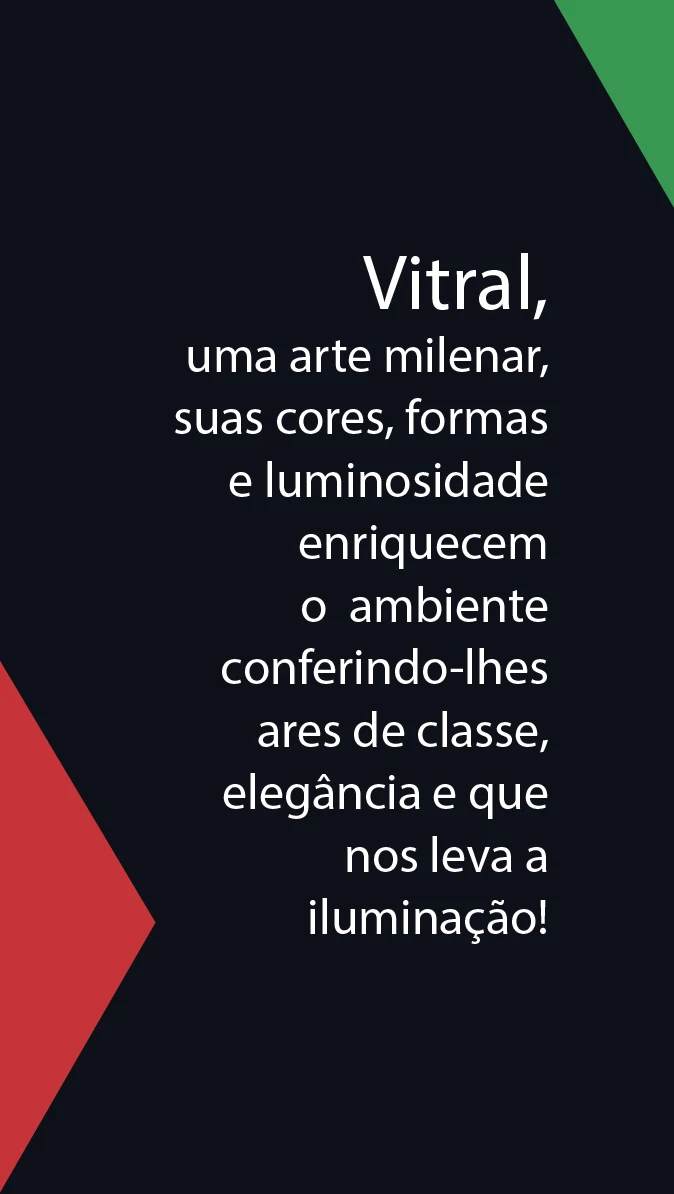 Vitral,
uma arte milenar,
suas cores, formas
e luminosidade
enriquecem
o  ambiente
conferindo-lhes
ares de classe,
elegância e que
nos leva a
iluminação!